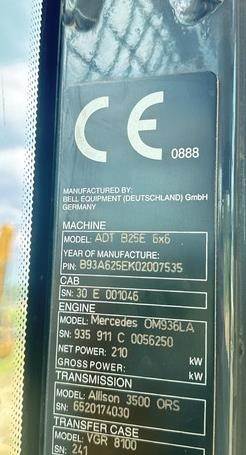 CE
0888
MANUFACTURED BY:
BELL EQUIPMENT (DEUTSCHLAND) GmbH
GERMANY
MACHINE
MODEL: ADT B25E 6x6
YEAR OF MANUFACTURE:
PIN: B93A625EK02007535
CAB
SN: 30 E 001046
ENGINE
MODEL: Mercedes OM936LA
SN: 935 911 C 0056250
NET POWER: 210 kW
GROSS POWER: kW
TRANSMISSION
MODEL: Allison 3500 ORS
SN: 6520174030
TRANSFER CASE
MODEL: VGR 8100
SN: 241